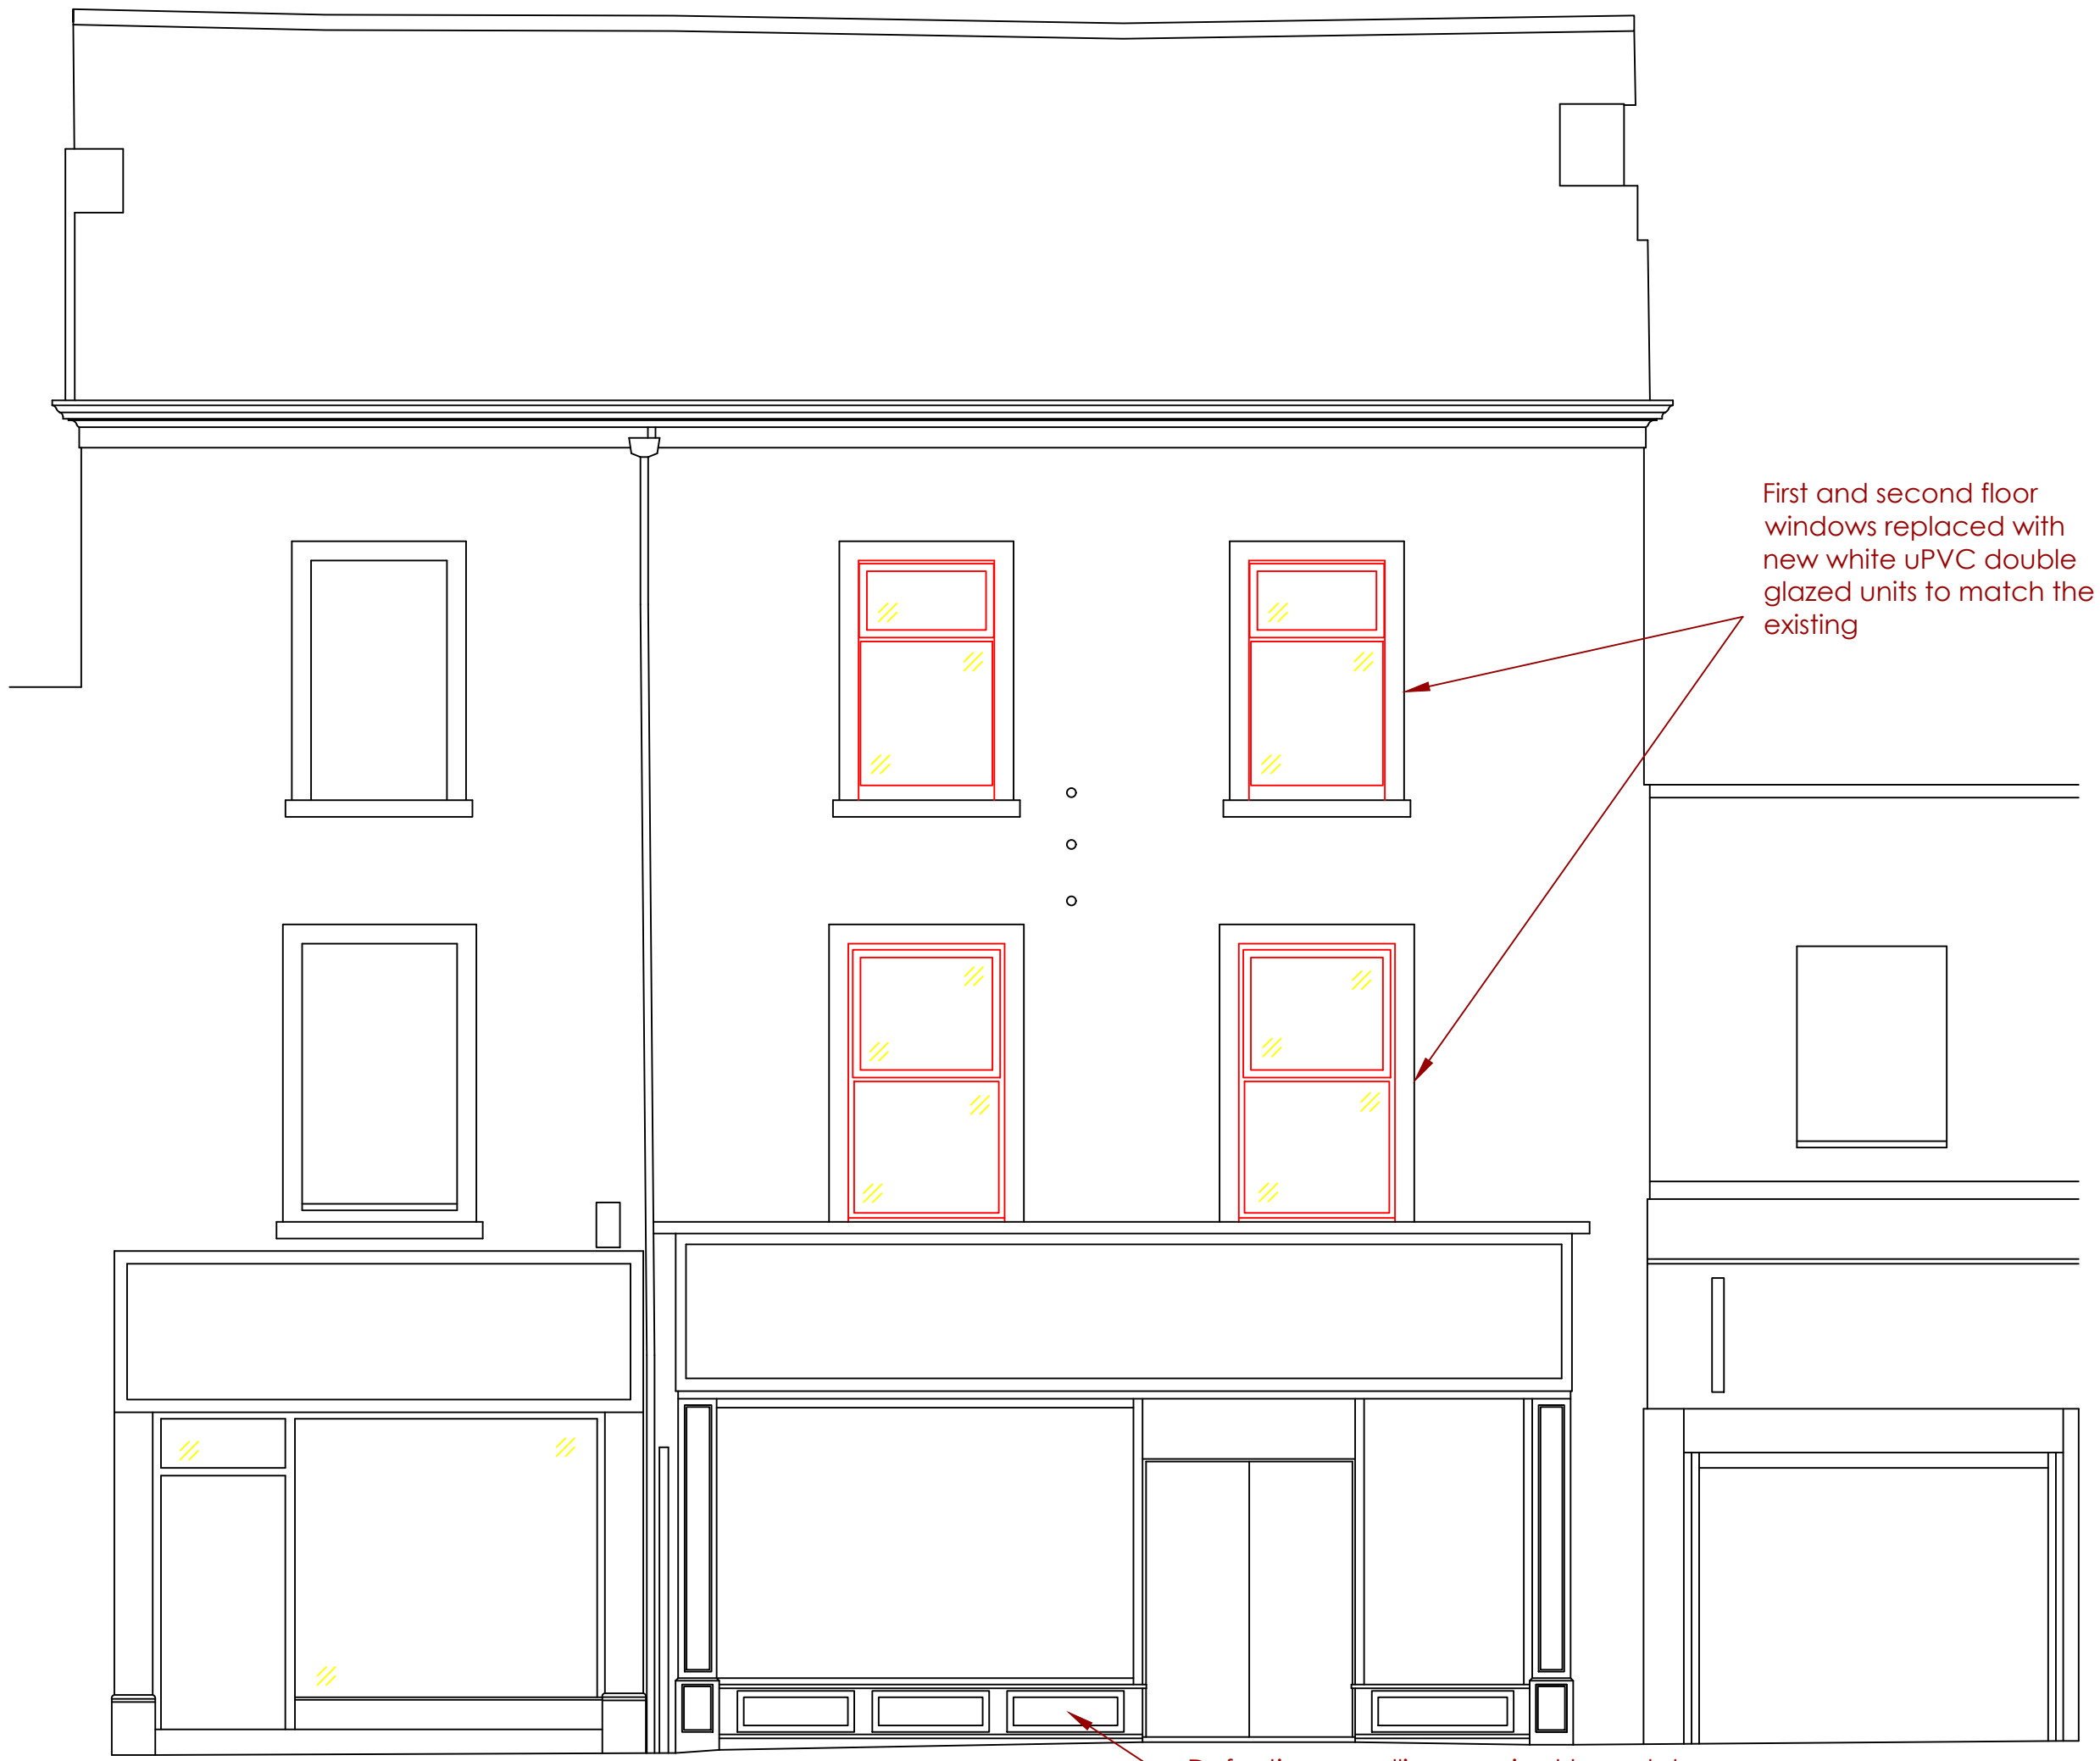 First and second floor
windows replaced with
new white uPVC double
glazed units to match the
existing